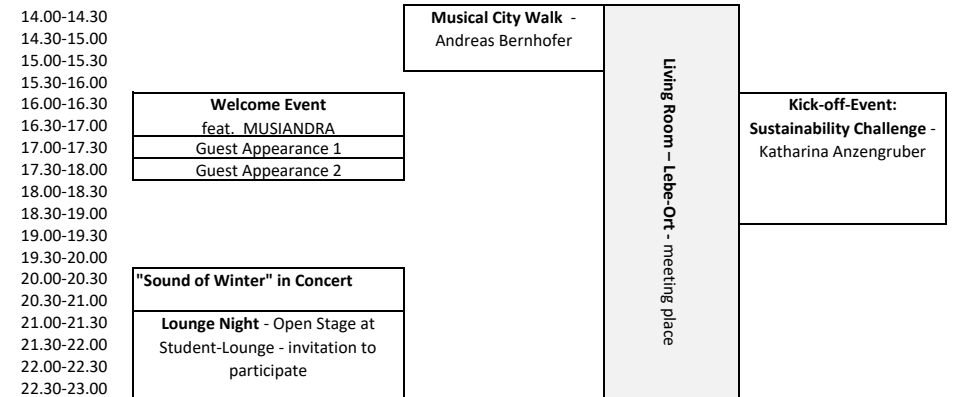 14.00-14.30
14.30-15.00
15.00-15.30
15.30-16.00
16.00-16.30
16.30-17.00
17.00-17.30
17.30-18.00
18.00-18.30
18.30-19.00
19.00-19.30
19.30-20.00
20.00-20.30
20.30-21.00
21.00-21.30
21.30-22.00
22.00-22.30
22.30-23.00
Welcome Event
feat. MUSIANDRA
Guest Appearance 1
Guest Appearance 2
"Sound of Winter" in Concert
Lounge Night - Open Stage at
Student-Lounge - invitation to
participate
Musical City Walk -
Andreas Bernhofer
Living Room – Lebe-Ort - meeting place
Kick-off-Event:
Sustainability Challenge -
Katharina Anzengruber